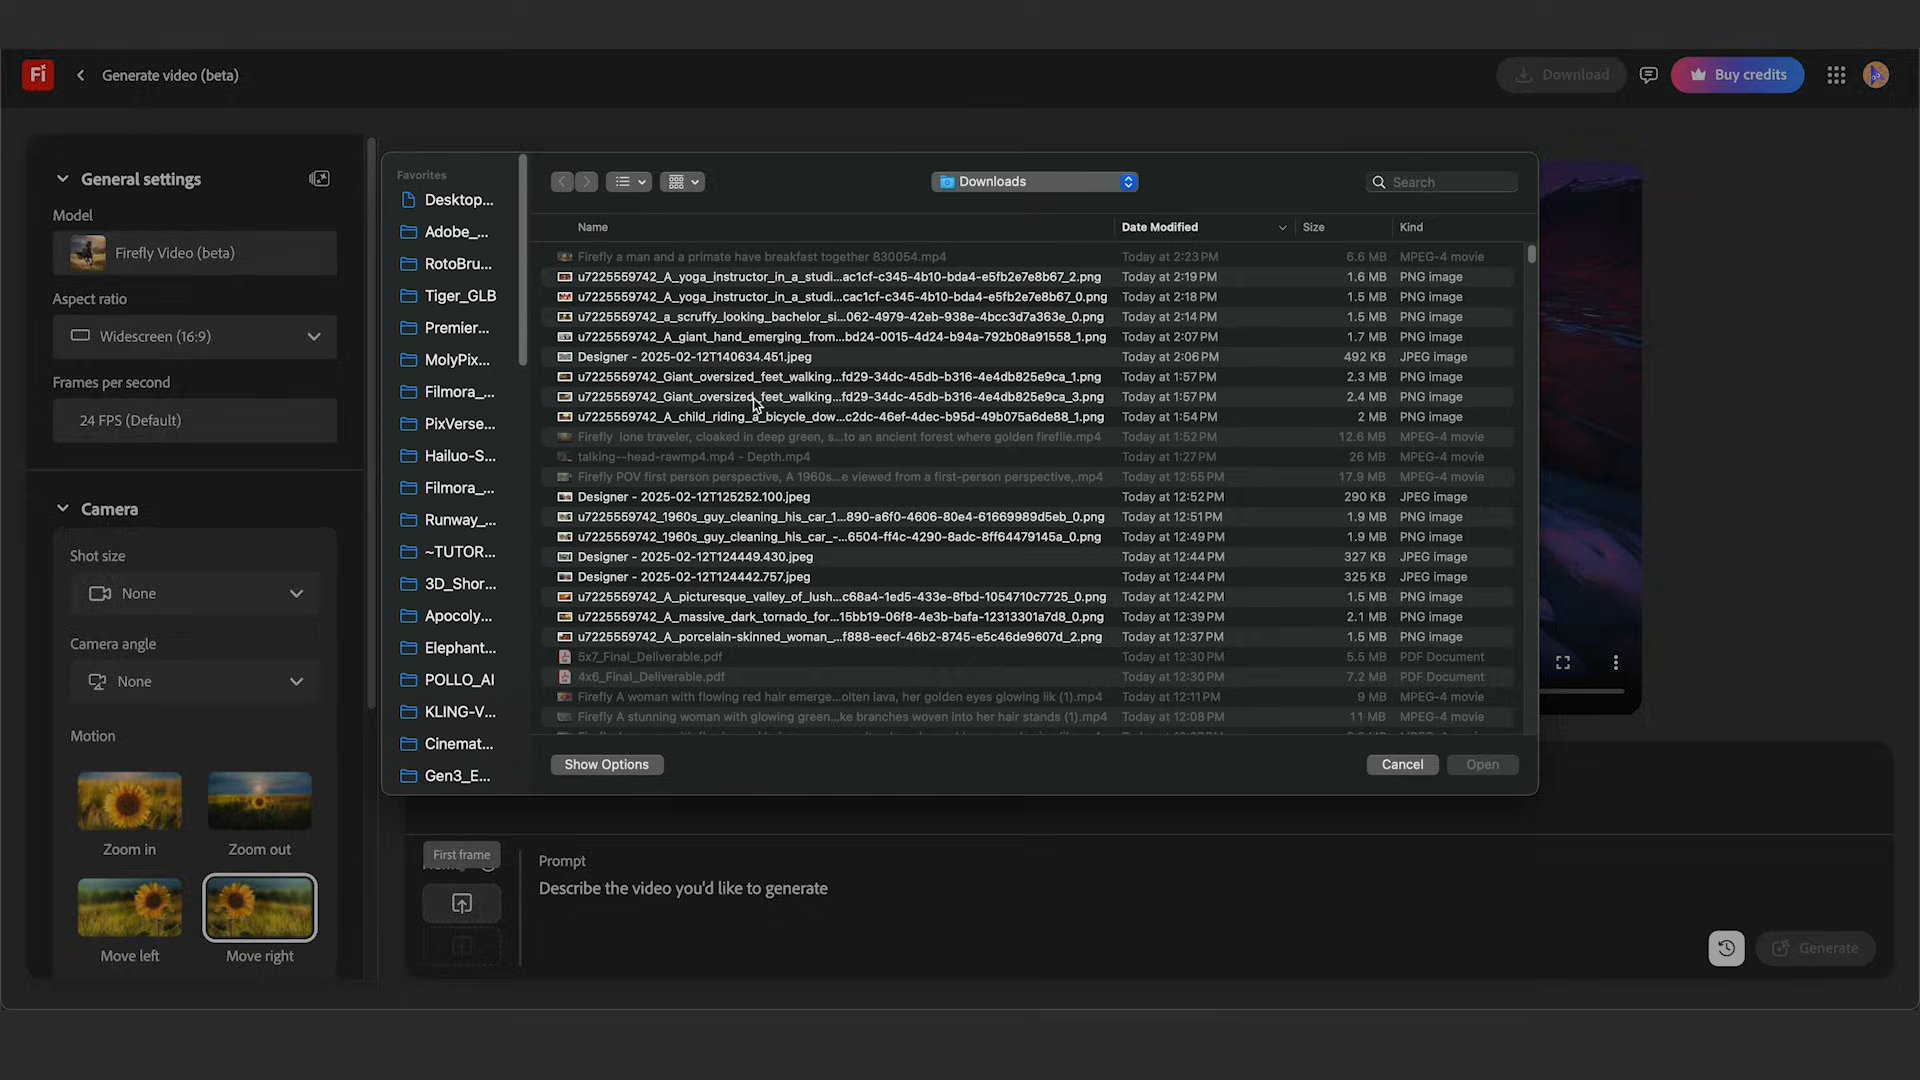 Fi
Generate video (beta)
Download
Buy credits
General settings
Model
Firefly Video (beta)
Aspect ratio
Widescreen (16:9)
Frames per second
24 FPS (Default)
Camera
Shot size
None
Camera angle
None
Motion
Zoom in
Zoom out
Move left
Move right
Favorites
Desktop...
Adobe_...
RotoBru...
Tiger_GLB
Premier...
MolyPix...
Filmora_...
PixVerse...
Hailuo-S...
Filmora_...
Runway_...
~TUTOR...
3D_Shor...
Apocoly...
Elephant...
POLLO_AI
KLING-V...
Cinemat...
Gen3_E...
Downloads
Search
Name Date Modified Size Kind
Firefly a man and a primate have breakfast together 830054.mp4 Today at 2:23 PM 6.6 MB MPEG-4 movie
u7225559742_A_yoga_instructor_in_a_studi...ac1cf-c345-4b10-bda4-e5fb2e7e8b67_2.png Today at 2:19 PM 1.6 MB PNG image
u7225559742_A_yoga_instructor_in_a_studi...cac1cf-c345-4b10-bda4-e5fb2e7e8b67_0.png Today at 2:18 PM 1.5 MB PNG image
u7225559742_a_scruffy_looking_bachelor_si...062-4979-42eb-938e-4bcc3d7a363e_0.png Today at 2:14 PM 1.5 MB PNG image
u7225559742_A_giant_hand_emerging_from...bd24-0015-4d24-b94a-792b08a91558_1.png Today at 2:07 PM 1.7 MB PNG image
Designer - 2025-02-12T140634.451.jpeg Today at 2:06 PM 492 KB JPEG image
u7225559742_Giant_oversized_feet_walking...fd29-34dc-45db-b316-4e4db825e9ca_1.png Today at 1:57 PM 2.3 MB PNG image
u7225559742_Giant_oversized_feet_walking...fd29-34dc-45db-b316-4e4db825e9ca_3.png Today at 1:57 PM 2.4 MB PNG image
u7225559742_A_child_riding_a_bicycle_dow...c2dc-46ef-4dec-b95d-49b075a6de88_1.png Today at 1:54 PM 2 MB PNG image
Firefly lone traveler, cloaked in deep green, s...to an ancient forest where golden fireflie.mp4 Today at 1:52 PM 12.6 MB MPEG-4 movie
talking--head-rawmp4.mp4 - Depth.mp4 Today at 1:27 PM 26 MB MPEG-4 movie
Firefly POV first person perspective, A 1960s...e viewed from a first-person perspective,.mp4 Today at 12:55 PM 17.9 MB MPEG-4 movie
Designer - 2025-02-12T125252.100.jpeg Today at 12:52 PM 290 KB JPEG image
u7225559742_1960s_guy_cleaning_his_car_1...890-a6f0-4606-80e4-61669989d5eb_0.png Today at 12:51 PM 1.9 MB PNG image
u7225559742_1960s_guy_cleaning_his_car_-...6504-ff4c-4290-8adc-8ff64479145a_0.png Today at 12:49 PM 1.9 MB PNG image
Designer - 2025-02-12T124449.430.jpeg Today at 12:44 PM 327 KB JPEG image
Designer - 2025-02-12T124442.757.jpeg Today at 12:44 PM 325 KB JPEG image
u7225559742_A_picturesque_valley_of_lush...c68a4-1ed5-433e-8fbd-1054710c7725_0.png Today at 12:42 PM 1.5 MB PNG image
u7225559742_A_massive_dark_tornado_for...15bb19-06f8-4e3b-bafa-12313301a7d8_0.png Today at 12:39 PM 2.1 MB PNG image
u7225559742_A_porcelain-skinned_woman_...f888-eecf-46b2-8745-e5c46de9607d_2.png Today at 12:37 PM 1.5 MB PNG image
5x7_Final_Deliverable.pdf Today at 12:30 PM 5.5 MB PDF Document
4x6_Final_Deliverable.pdf Today at 12:30 PM 7.2 MB PDF Document
Firefly A woman with flowing red hair emerge...olten lava, her golden eyes glowing lik (1).mp4 Today at 12:11 PM 9 MB MPEG-4 movie
Firefly A stunning woman with glowing green...ke branches woven into her hair stands (1).mp4 Today at 12:08 PM 11 MB MPEG-4 movie
Show Options
Cancel
Open
First frame
Prompt
Describe the video you'd like to generate
Generate